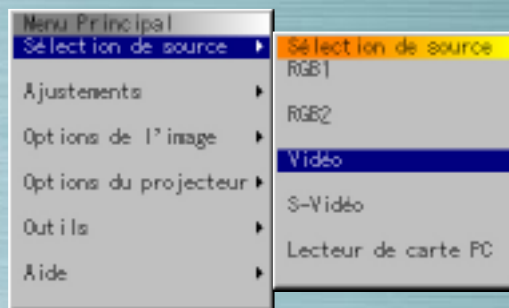 Menu Principal
Sélection de source
Ajustements
Options de l'image
Options du projecteur
Outils
Aide
Sélection de source
RGB1
RGB2
Vidéo
S-Vidéo
Lecteur de carte PC